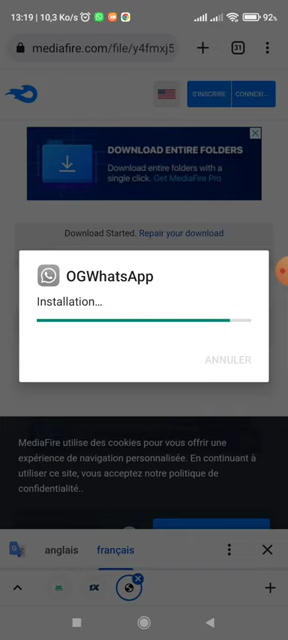 13:19 | 10,3 Ko/s
92%
mediafire.com/file/y4fmxj5
31
S'INSCRIRE
CONNEXI...
DOWNLOAD ENTIRE FOLDERS
Download entire folders with a
single click. Get MediaFire Pro
Download Started. Repair your download
OGWhatsApp
Installation...
ANNULER
MediaFire utilise des cookies pour vous offrir une
expérience de navigation personnalisée. En continuant à
utiliser ce site, vous acceptez notre politique de
confidentialité..
anglais
français
1X